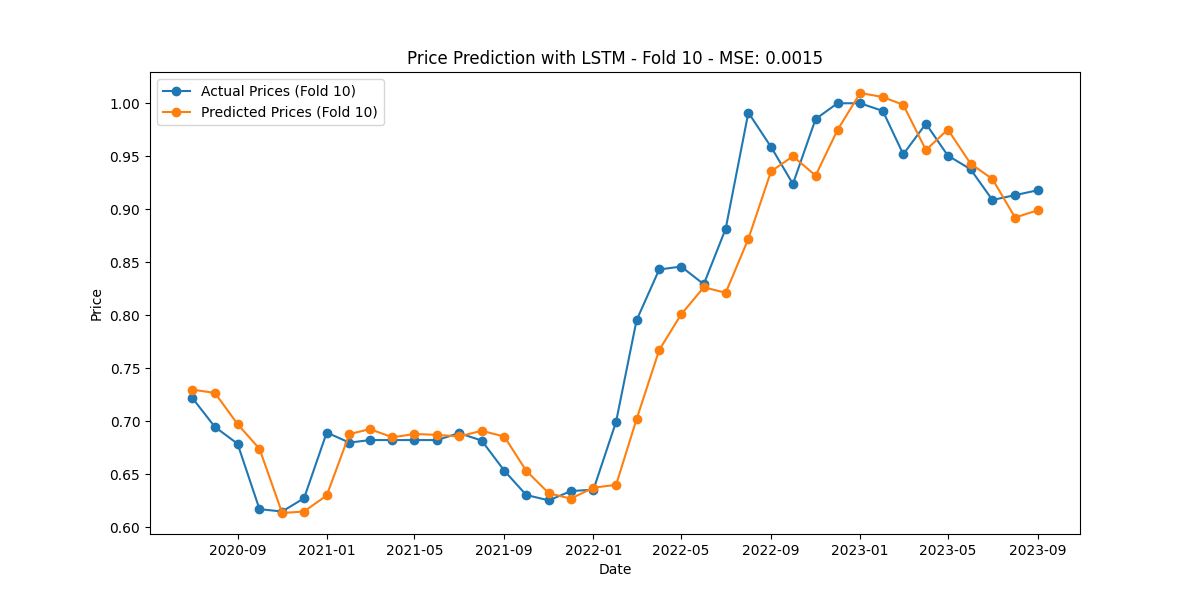 Price Prediction with LSTM - Fold 10 - MSE: 0.0015
Actual Prices (Fold 10)
Predicted Prices (Fold 10)
1.00
0.95
0.90
0.85
0.80
0.75
0.70
0.65
0.60
Price
2020-09 2021-01 2021-05 2021-09 2022-01 2022-05 2022-09 2023-01 2023-05 2023-09
Date